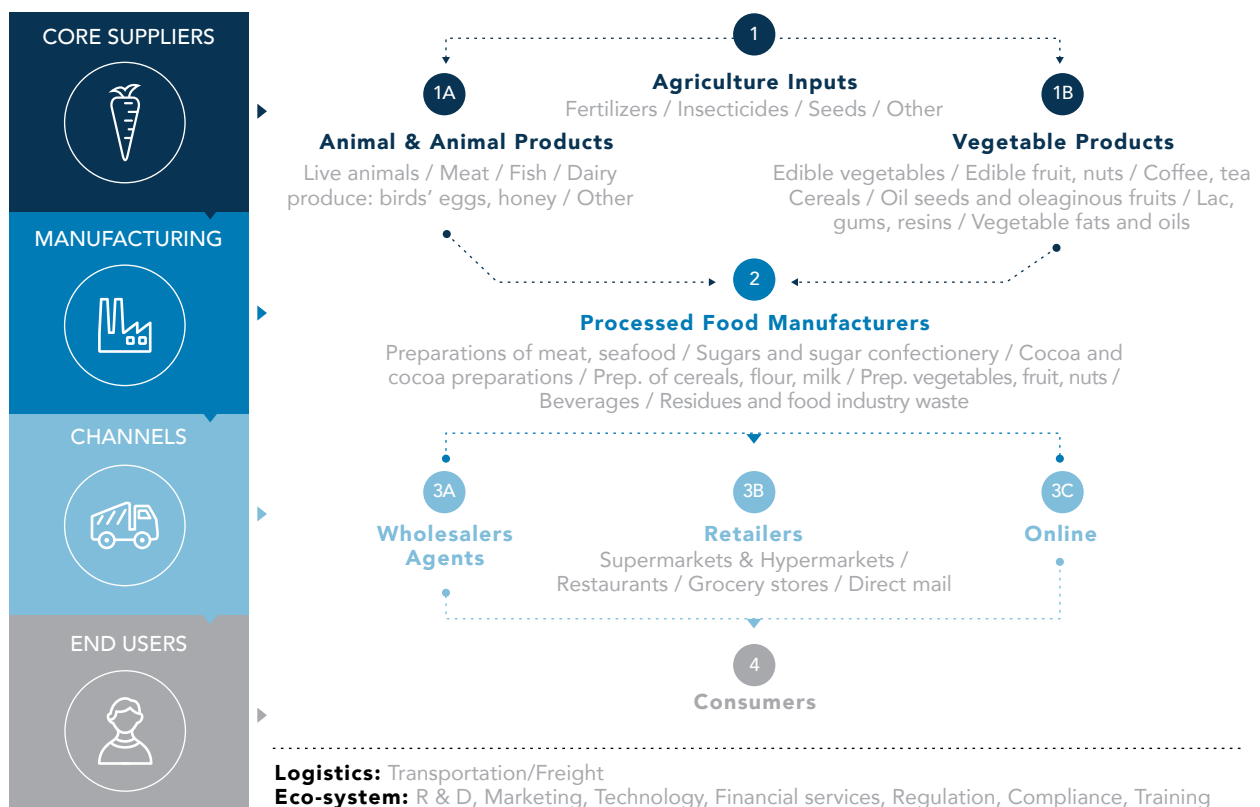 CORE SUPPLIERS
1
Agriculture Inputs
Fertilizers / Insecticides / Seeds / Other
1A
Animal & Animal Products
Live animals / Meat / Fish / Dairy
produce: birds’ eggs, honey / Other
1B
Vegetable Products
Edible vegetables / Edible fruit, nuts / Coffee, tea
Cereals / Oil seeds and oleaginous fruits / Lac,
gums, resins / Vegetable fats and oils
MANUFACTURING
2
Processed Food Manufacturers
Preparations of meat, seafood / Sugars and sugar confectionery / Cocoa and
cocoa preparations / Prep. of cereals, flour, milk / Prep. vegetables, fruit, nuts /
Beverages / Residues and food industry waste
CHANNELS
3A
Wholesalers
Agents
3B
Retailers
Supermarkets & Hypermarkets /
Restaurants / Grocery stores / Direct mail
3C
Online
END USERS
4
Consumers
Logistics: Transportation/Freight
Eco-system: R & D, Marketing, Technology, Financial services, Regulation, Compliance, Training